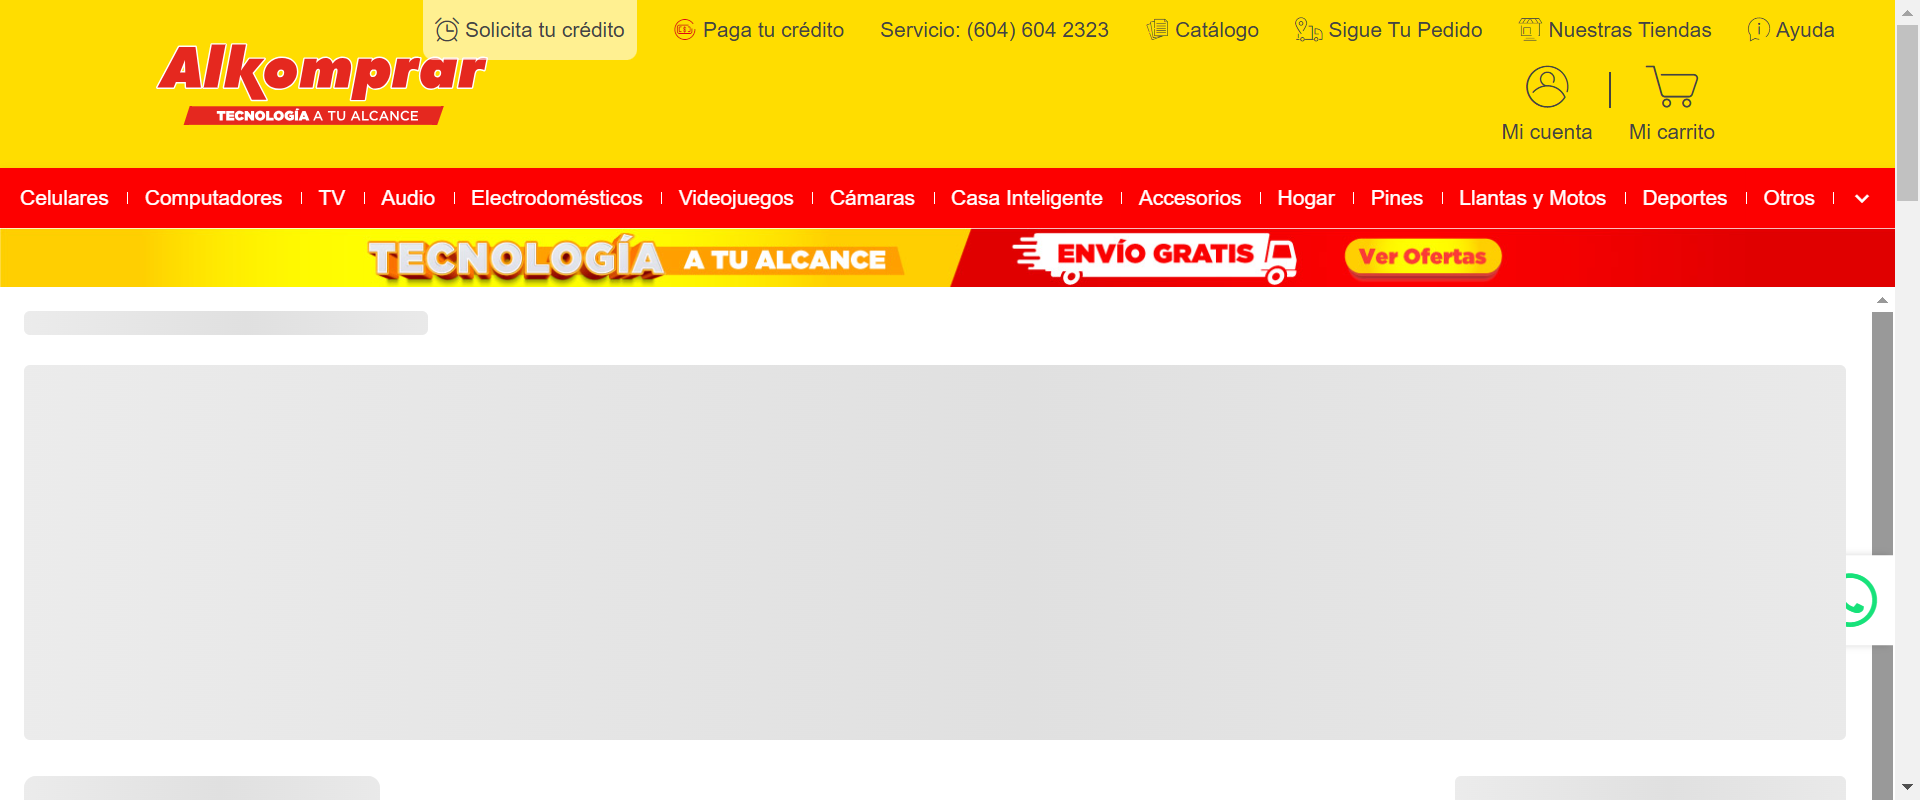 Solicita tu crédito
Paga tu crédito
Servicio: (604) 604 2323
Catálogo
Sigue Tu Pedido
Nuestras Tiendas
Ayuda
Alkomprar
TECNOLOGÍA A TU ALCANCE
Mi cuenta
Mi carrito
Celulares
Computadores
TV
Audio
Electrodomésticos
Videojuegos
Cámaras
Casa Inteligente
Accesorios
Hogar
Pines
Llantas y Motos
Deportes
Otros
TECNOLOGÍA A TU ALCANCE
ENVÍO GRATIS
Ver Ofertas